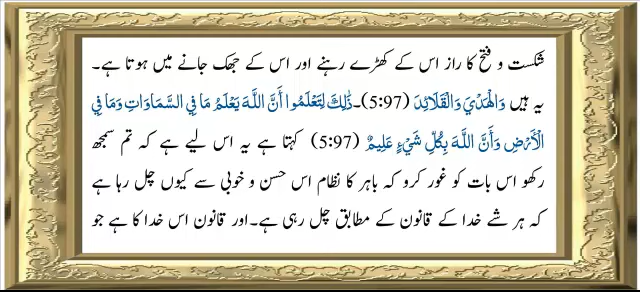 شکست و فتح کا راز اس کے کھڑے رہنے اور اس کے جھک جانے میں ہوتا ہے۔
یہ ہیں وَالْهَدْيَ وَالْقَلَائِدَ (5:97)۔ذَٰلِكَ لِتَعْلَمُوا أَنَّ اللَّهَ يَعْلَمُ مَا فِي السَّمَاوَاتِ وَمَا فِي
الْأَرْضِ وَأَنَّ اللَّهَ بِكُلِّ شَيْءٍ عَلِيمٌ (5:97) کہتا ہے یہ اس لیے ہے کہ تم سمجھ
رکھو اس بات کو غور کرو کہ باہر کا نظام اس حسن و خوبی سے کیوں چل رہا ہے
کہ ہر شے خدا کے قانون کے مطابق چل رہی ہے۔اور قانون اس خدا کا ہے جو